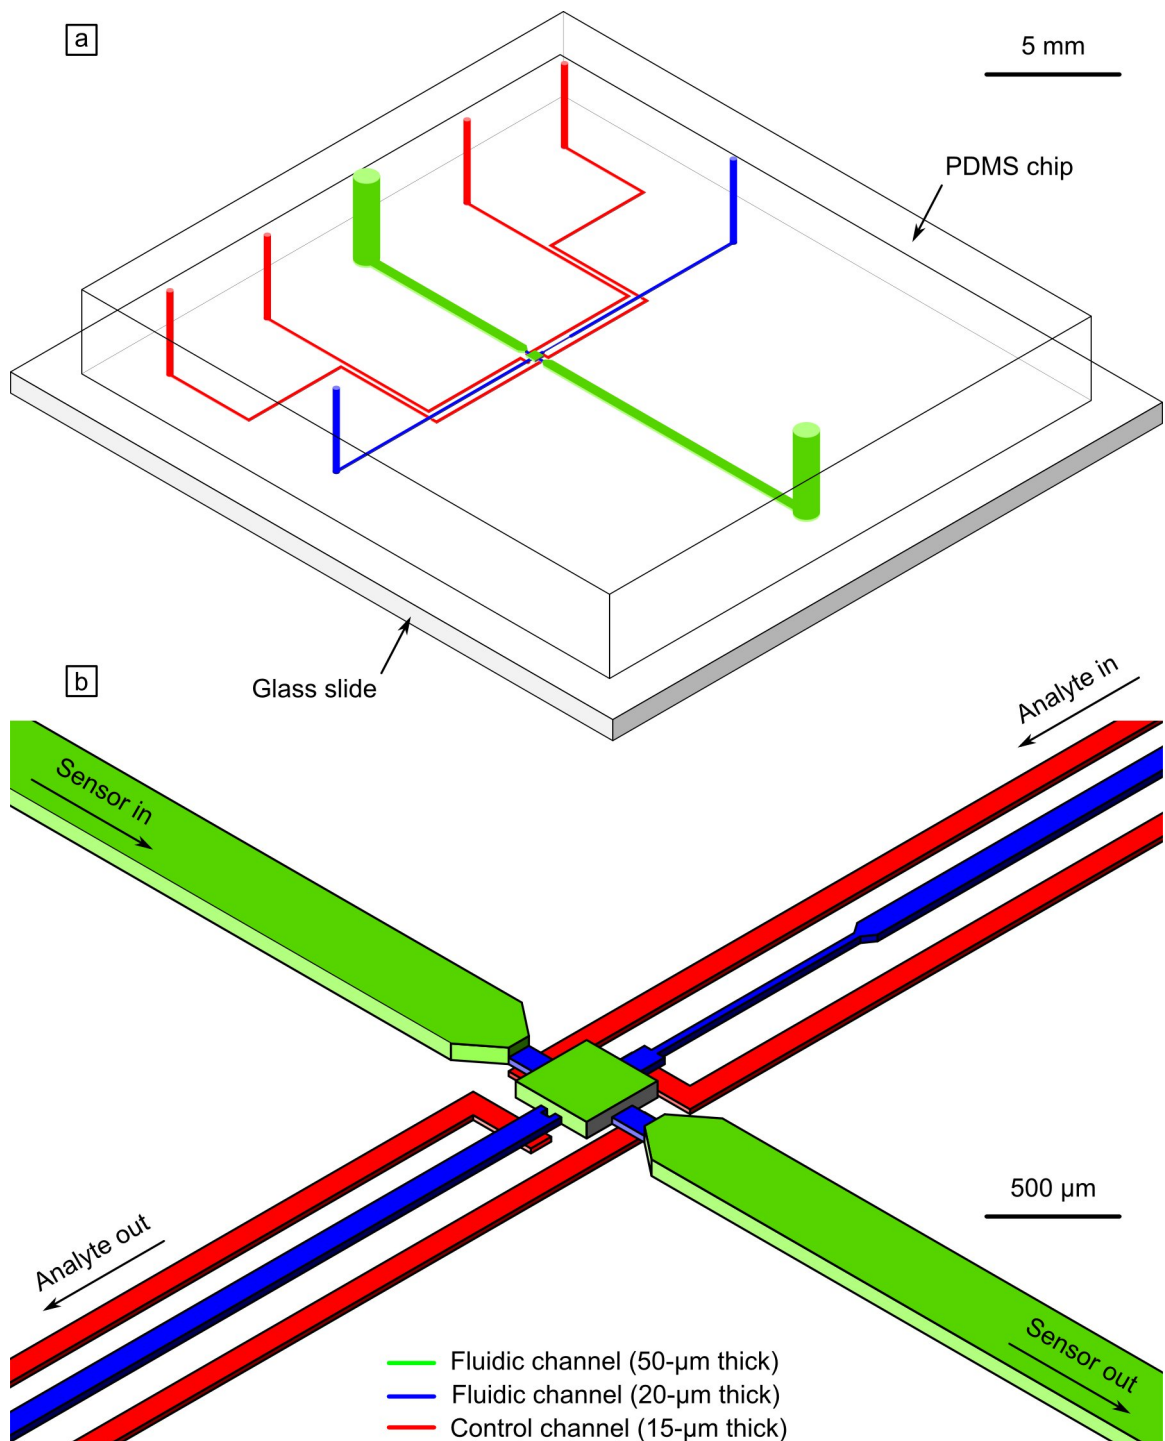 a
5 mm
PDMS chip
Glass slide
b
Analyte in
Sensor in
500 µm
Analyte out
Sensor out
Fluidic channel (50-µm thick)
Fluidic channel (20-µm thick)
Control channel (15-µm thick)